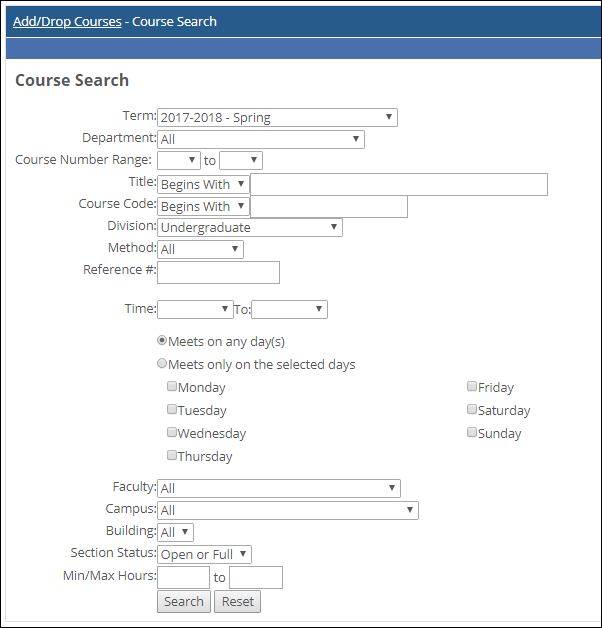 Add/Drop Courses - Course Search
Course Search
Term: 2017-2018 - Spring
Department: All
Course Number Range: to
Title: Begins With
Course Code: Begins With
Division: Undergraduate
Method: All
Reference #:
Time: To:
Meets on any day(s)
Meets only on the selected days
Monday Friday
Tuesday Saturday
Wednesday Sunday
Thursday
Faculty: All
Campus: All
Building: All
Section Status: Open or Full
Min/Max Hours: to
Search Reset